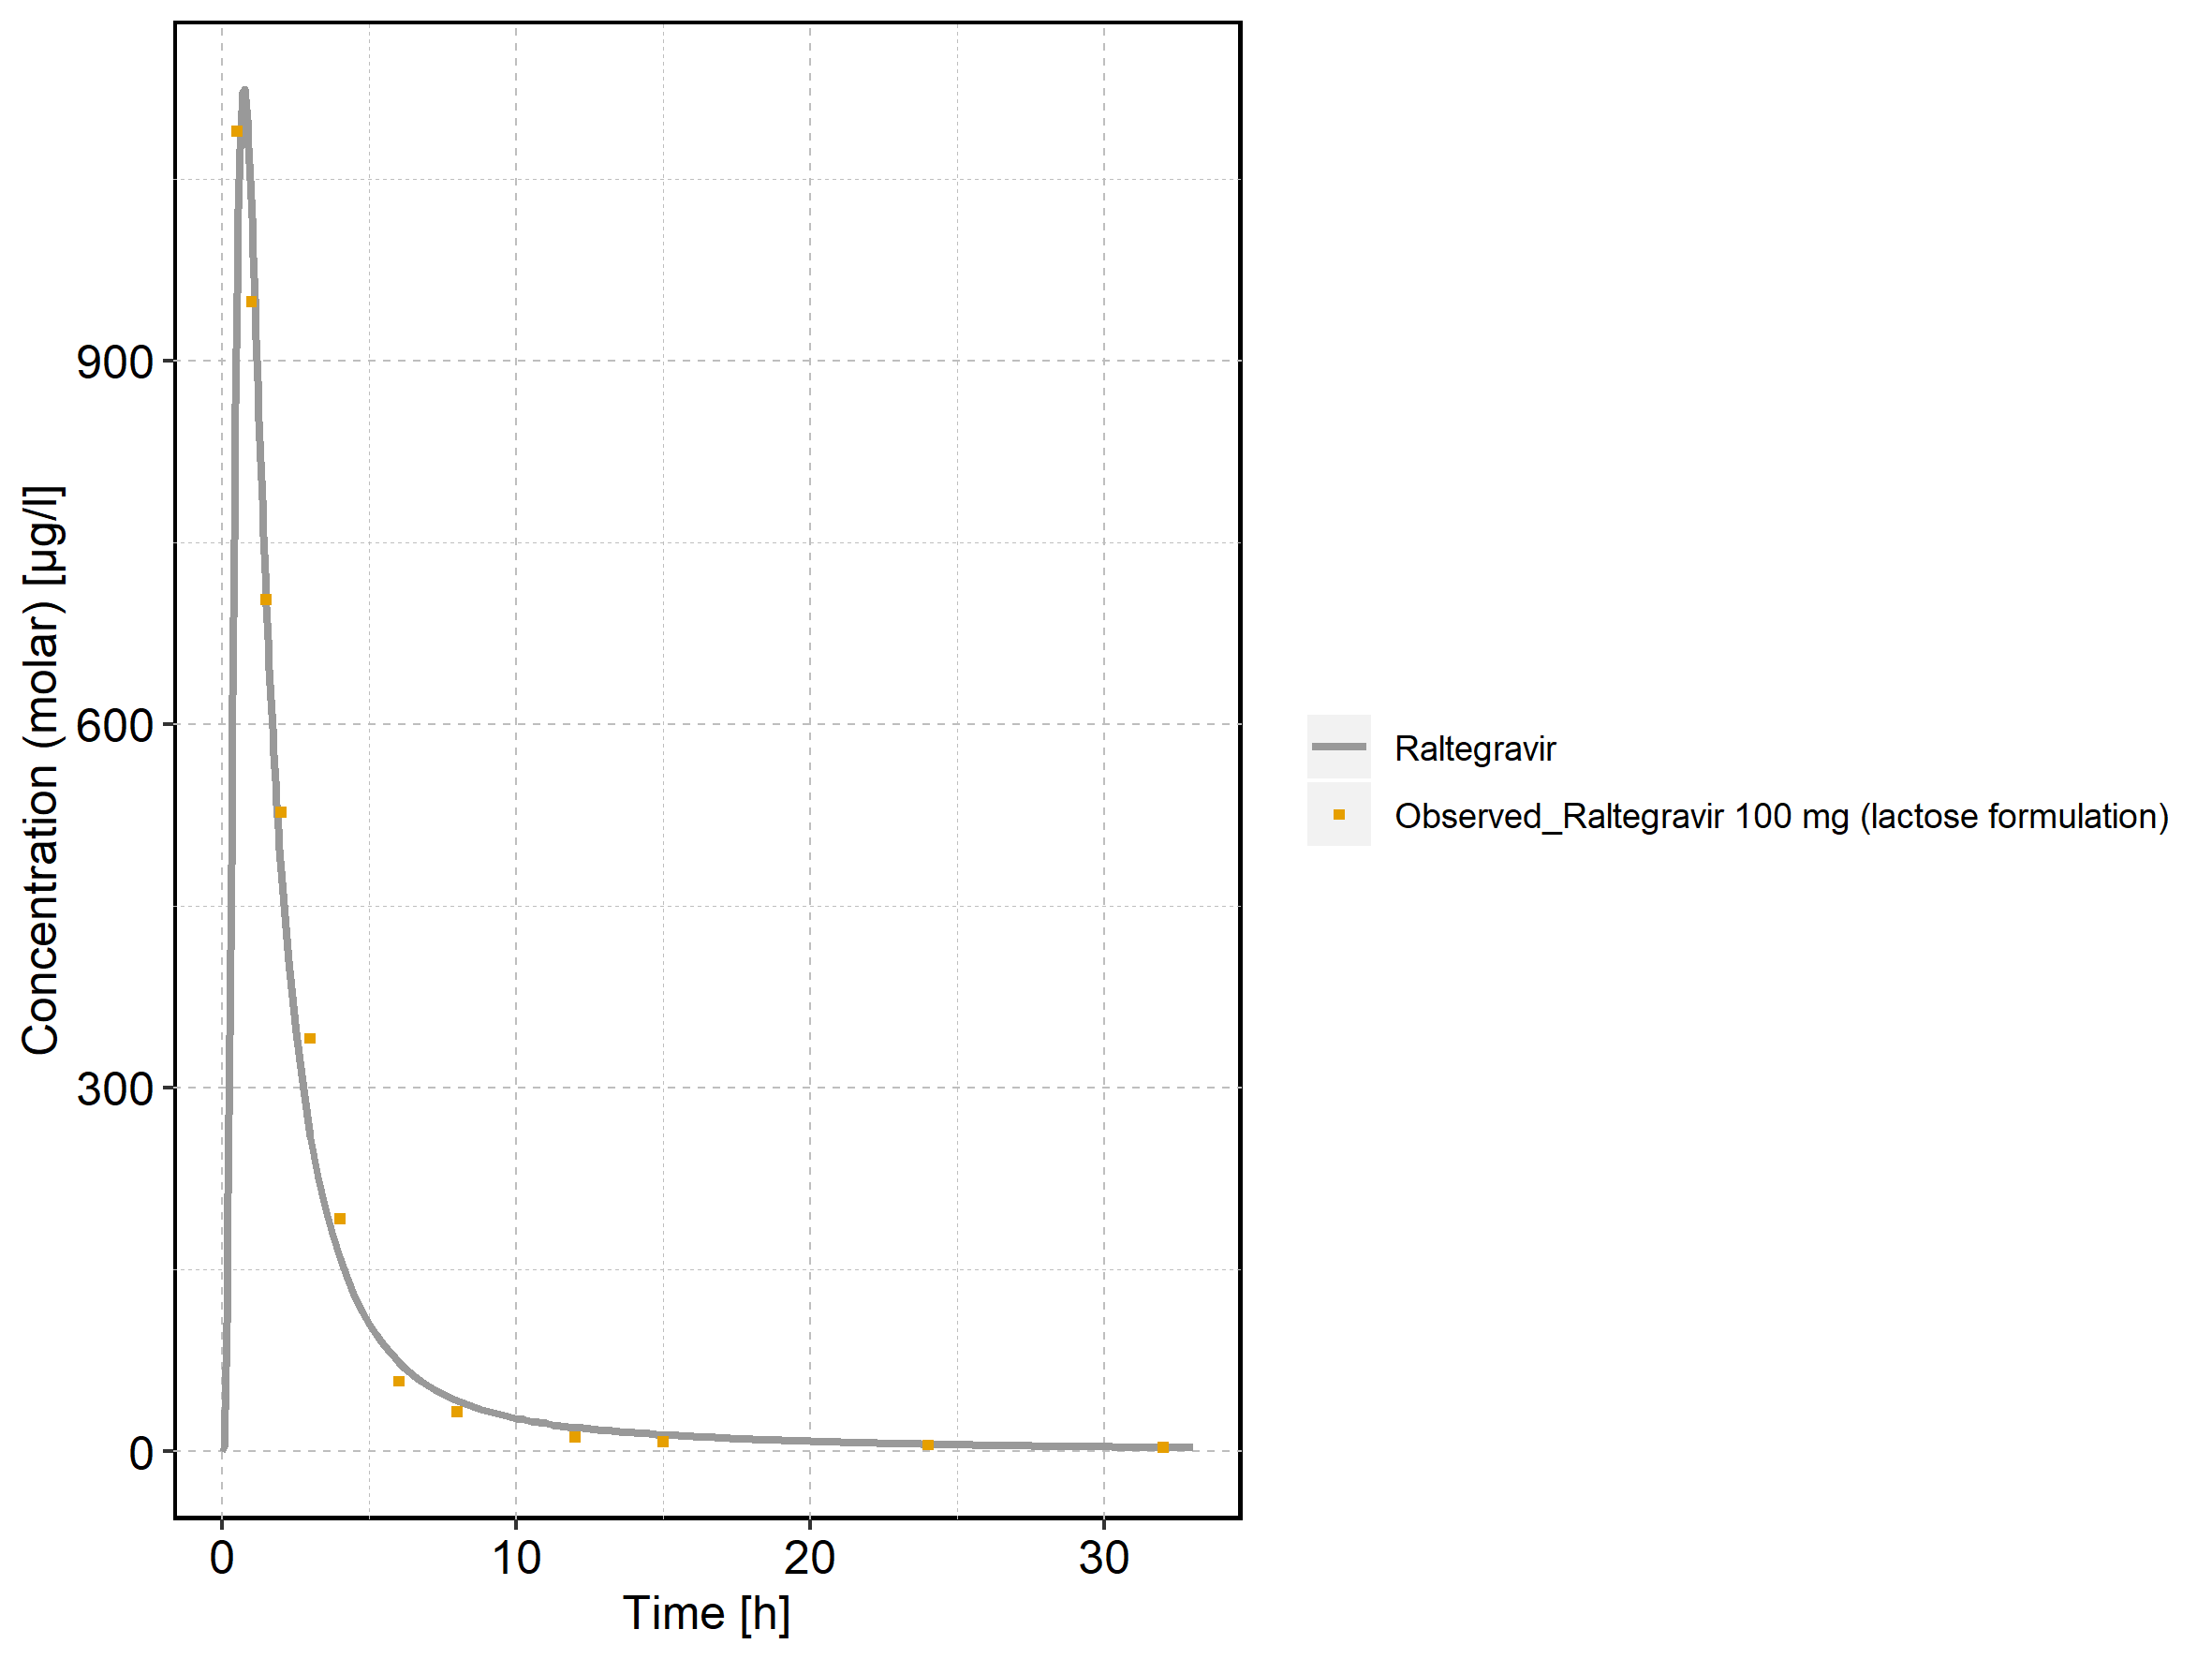 Concentration (molar) [µg/l]
900
600
300
0
0 10 20 30
Time [h]
Raltegravir
Observed_Raltegravir 100 mg (lactose formulation)